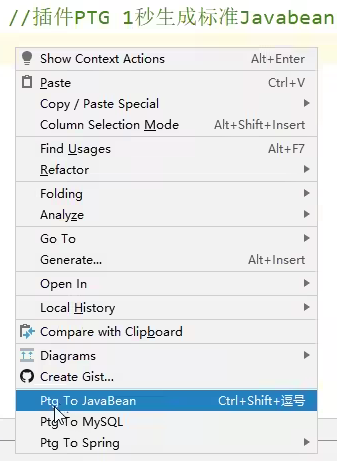 //插件PTG 1秒生成标准Javabean
Show Context Actions Alt+Enter
Paste Ctrl+V
Copy / Paste Special
Column Selection Mode Alt+Shift+Insert
Find Usages Alt+F7
Refactor
Folding
Analyze
Go To
Generate... Alt+Insert
Open In
Local History
Compare with Clipboard
Diagrams
Create Gist...
Ptg To JavaBean Ctrl+Shift+逗号
Ptg To MySQL
Ptg To Spring